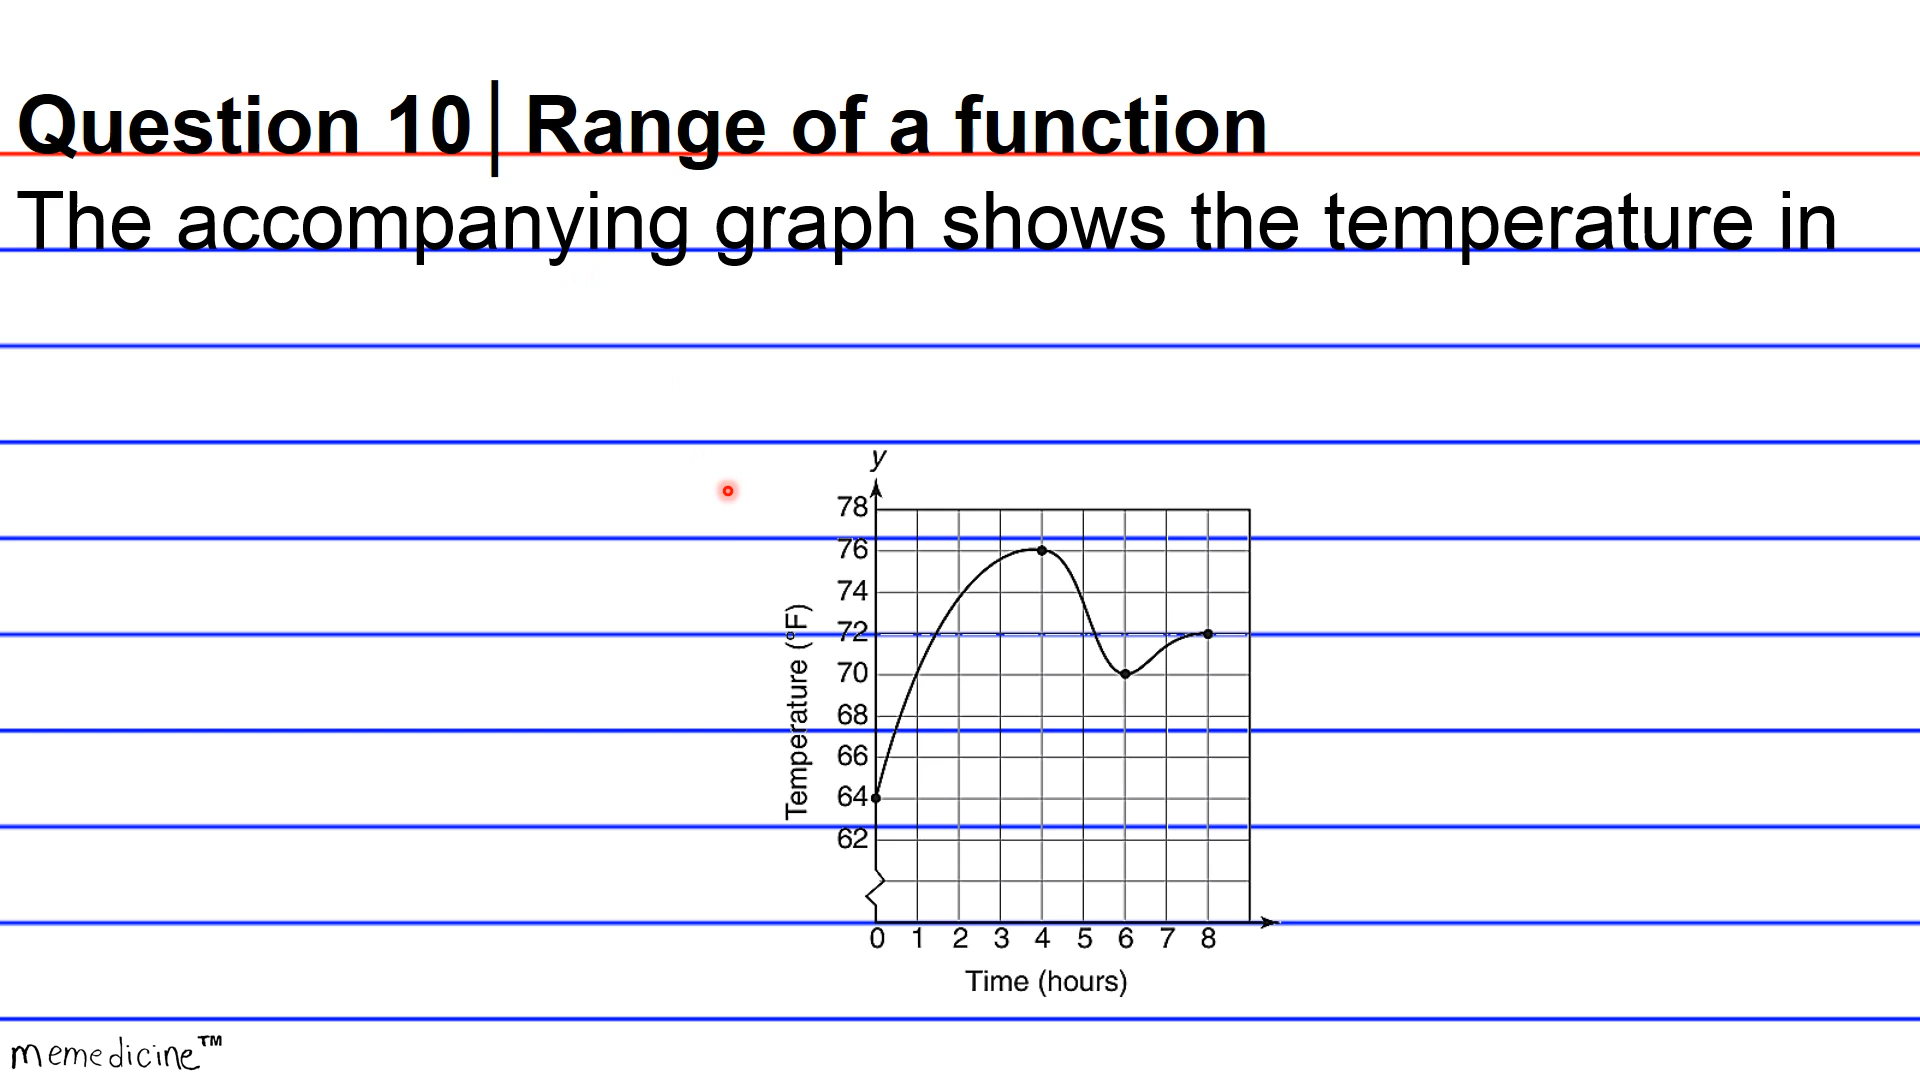 Question 10│Range of a function
The accompanying graph shows the temperature in
y
78
76
74
72
70
68
66
64
62
Temperature (°F)
0 1 2 3 4 5 6 7 8
Time (hours)
memedicine™